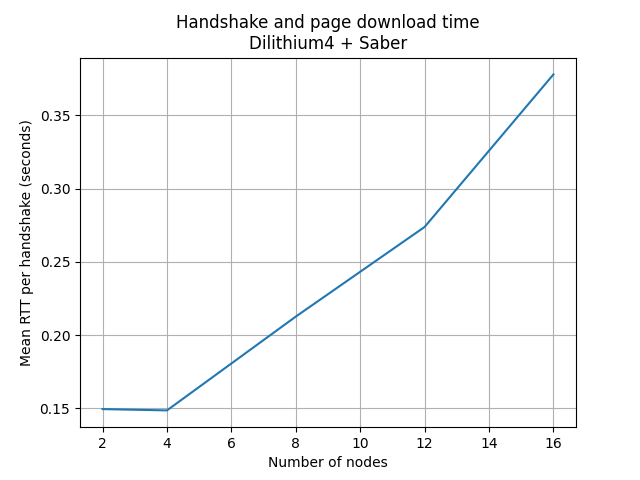 Handshake and page download time
Dilithium4 + Saber
Mean RTT per handshake (seconds)
0.35
0.30
0.25
0.20
0.15
2 4 6 8 10 12 14 16
Number of nodes